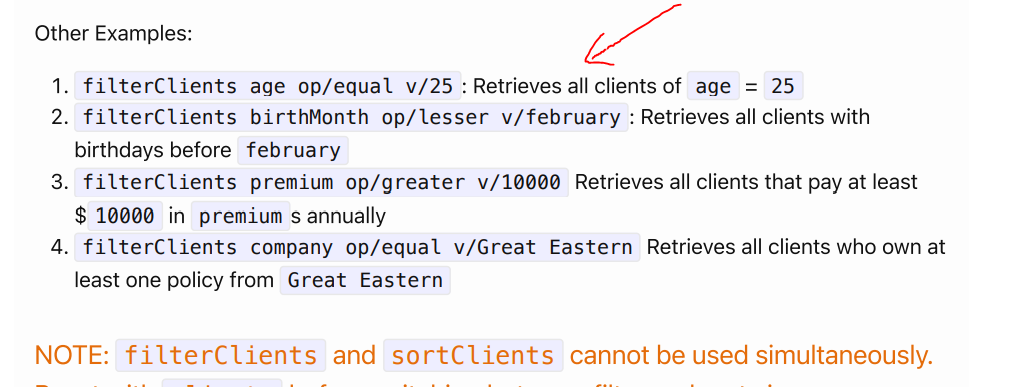 Other Examples:
1. filterClients age op/equal v/25 : Retrieves all clients of age = 25
2. filterClients birthMonth op/lesser v/february : Retrieves all clients with
birthdays before february
3. filterClients premium op/greater v/10000 Retrieves all clients that pay at least
$ 10000 in premium s annually
4. filterClients company op/equal v/Great Eastern Retrieves all clients who own at
least one policy from Great Eastern
NOTE: filterClients and sortClients cannot be used simultaneously.